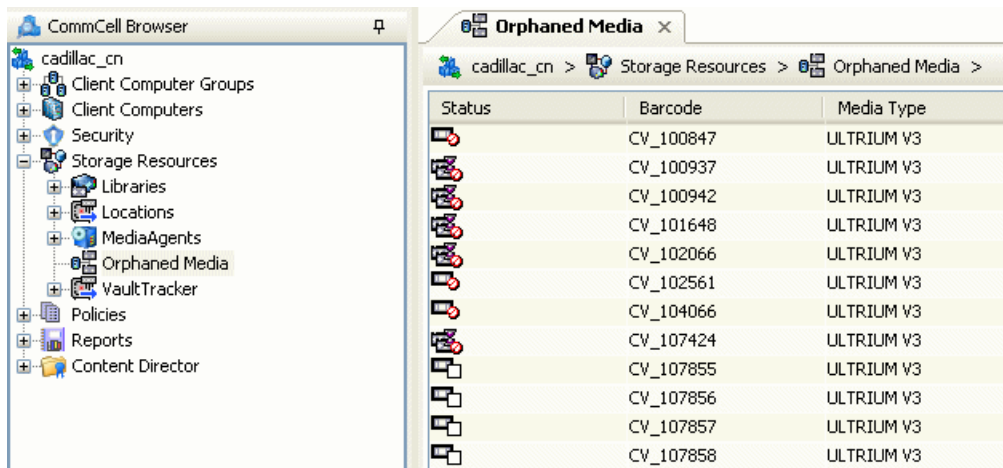 CommCell Browser
cadillac_cn
Client Computer Groups
Client Computers
Security
Storage Resources
Libraries
Locations
MediaAgents
Orphaned Media
VaultTracker
Policies
Reports
Content Director
Orphaned Media
cadillac_cn > Storage Resources > Orphaned Media >
Status Barcode Media Type
CV_100847 ULTRIUM V3
CV_100937 ULTRIUM V3
CV_100942 ULTRIUM V3
CV_101648 ULTRIUM V3
CV_102066 ULTRIUM V3
CV_102561 ULTRIUM V3
CV_104066 ULTRIUM V3
CV_107424 ULTRIUM V3
CV_107855 ULTRIUM V3
CV_107856 ULTRIUM V3
CV_107857 ULTRIUM V3
CV_107858 ULTRIUM V3